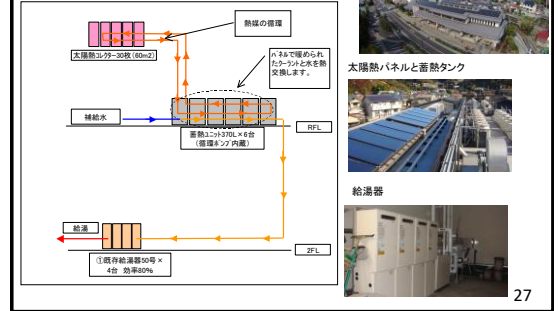 熱媒の循環
太陽熱コレクター30枚(60m2)
パネルで暖められ
たクーラントと水を熱
交換します。
太陽熱パネルと蓄熱タンク
補給水
RFL
蓄熱ユニット370L×6台
(循環ポンプ内蔵)
給湯器
給湯
2FL
①既存給湯器50号×
4台 効率80%
27